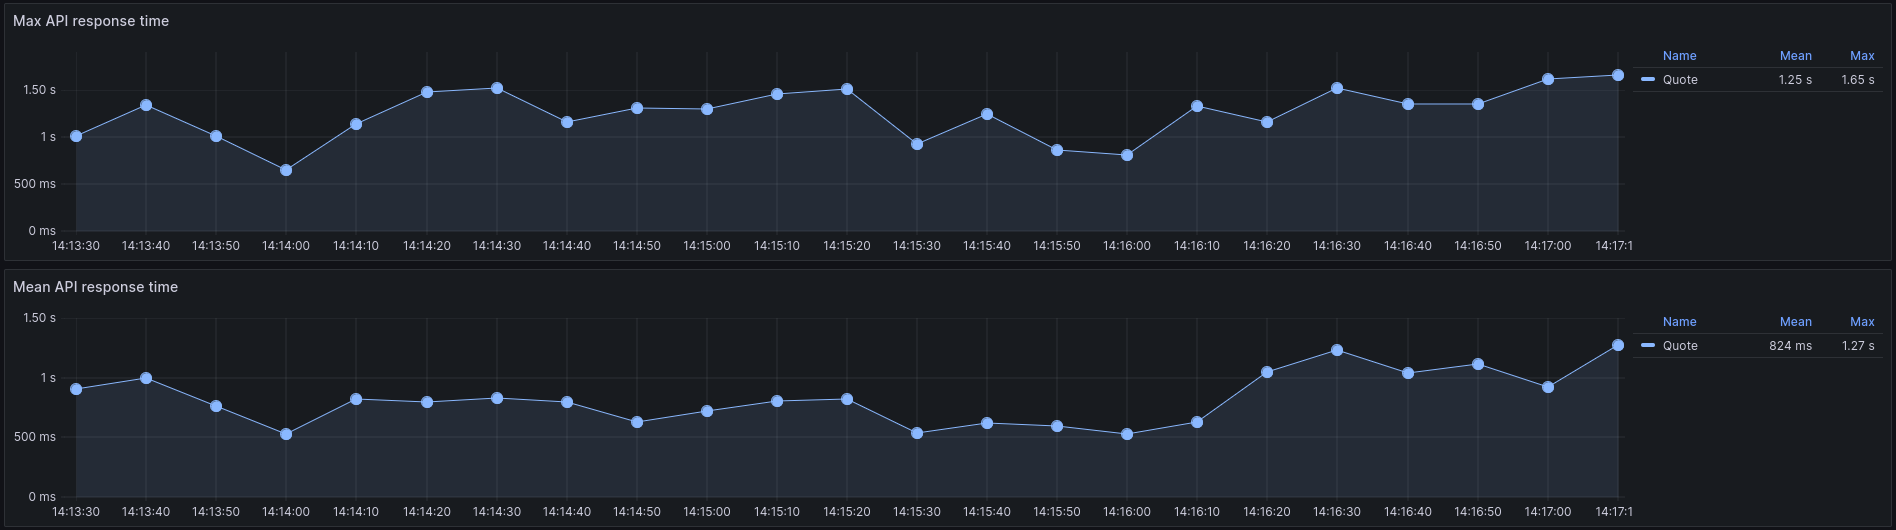 Max API response time
Name Mean Max
Quote 1.25 s 1.65 s
1.50 s
1 s
500 ms
0 ms
14:13:30 14:13:40 14:13:50 14:14:00 14:14:10 14:14:20 14:14:30 14:14:40 14:14:50 14:15:00 14:15:10 14:15:20 14:15:30 14:15:40 14:15:50 14:16:00 14:16:10 14:16:20 14:16:30 14:16:40 14:16:50 14:17:00 14:17:1
Mean API response time
Name Mean Max
Quote 824 ms 1.27 s
1.50 s
1 s
500 ms
0 ms
14:13:30 14:13:40 14:13:50 14:14:00 14:14:10 14:14:20 14:14:30 14:14:40 14:14:50 14:15:00 14:15:10 14:15:20 14:15:30 14:15:40 14:15:50 14:16:00 14:16:10 14:16:20 14:16:30 14:16:40 14:16:50 14:17:00 14:17:1